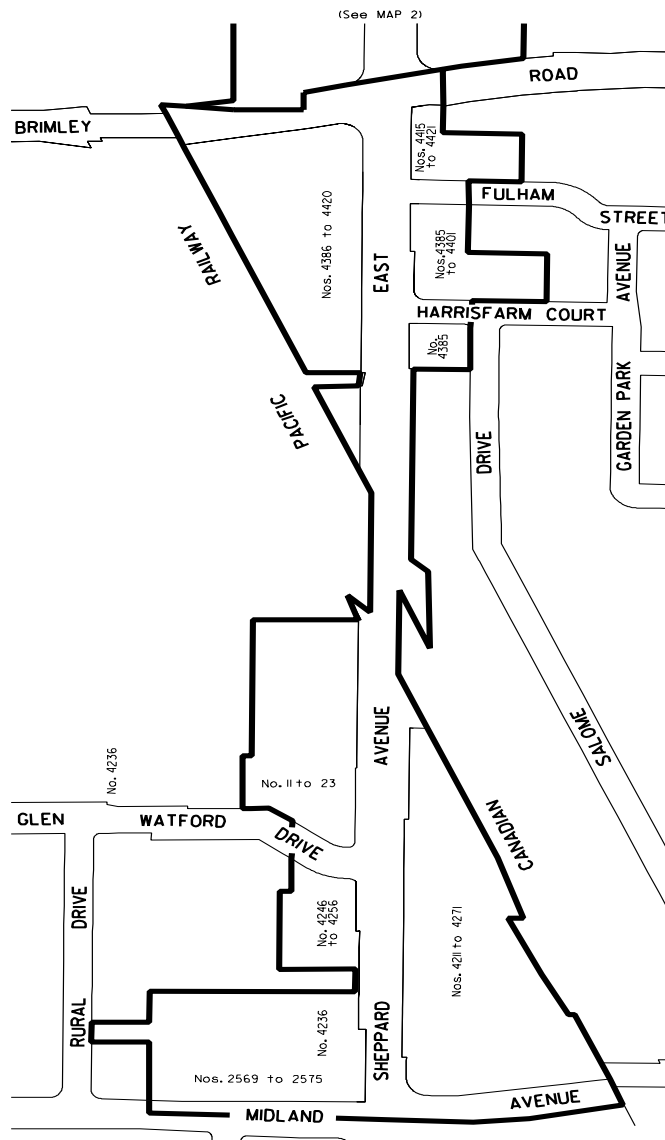 (See MAP 2)
ROAD
BRIMLEY
Nos. 4415
to 4421
FULHAM
STREET
Nos. 4386 to 4420
RAILWAY
Nos. 4385
to 4401
AVENUE
EAST
HARRISFARM COURT
No.
4385
PACIFIC
DRIVE
GARDEN PARK
SALOME
AVENUE
No. 4236
No. 11 to 23
GLEN WATFORD
DRIVE
CANADIAN
DRIVE
No. 4246
to 4256
Nos. 4211 to 4271
RURAL
No. 4236
SHEPPARD
Nos. 2569 to 2575
AVENUE
MIDLAND